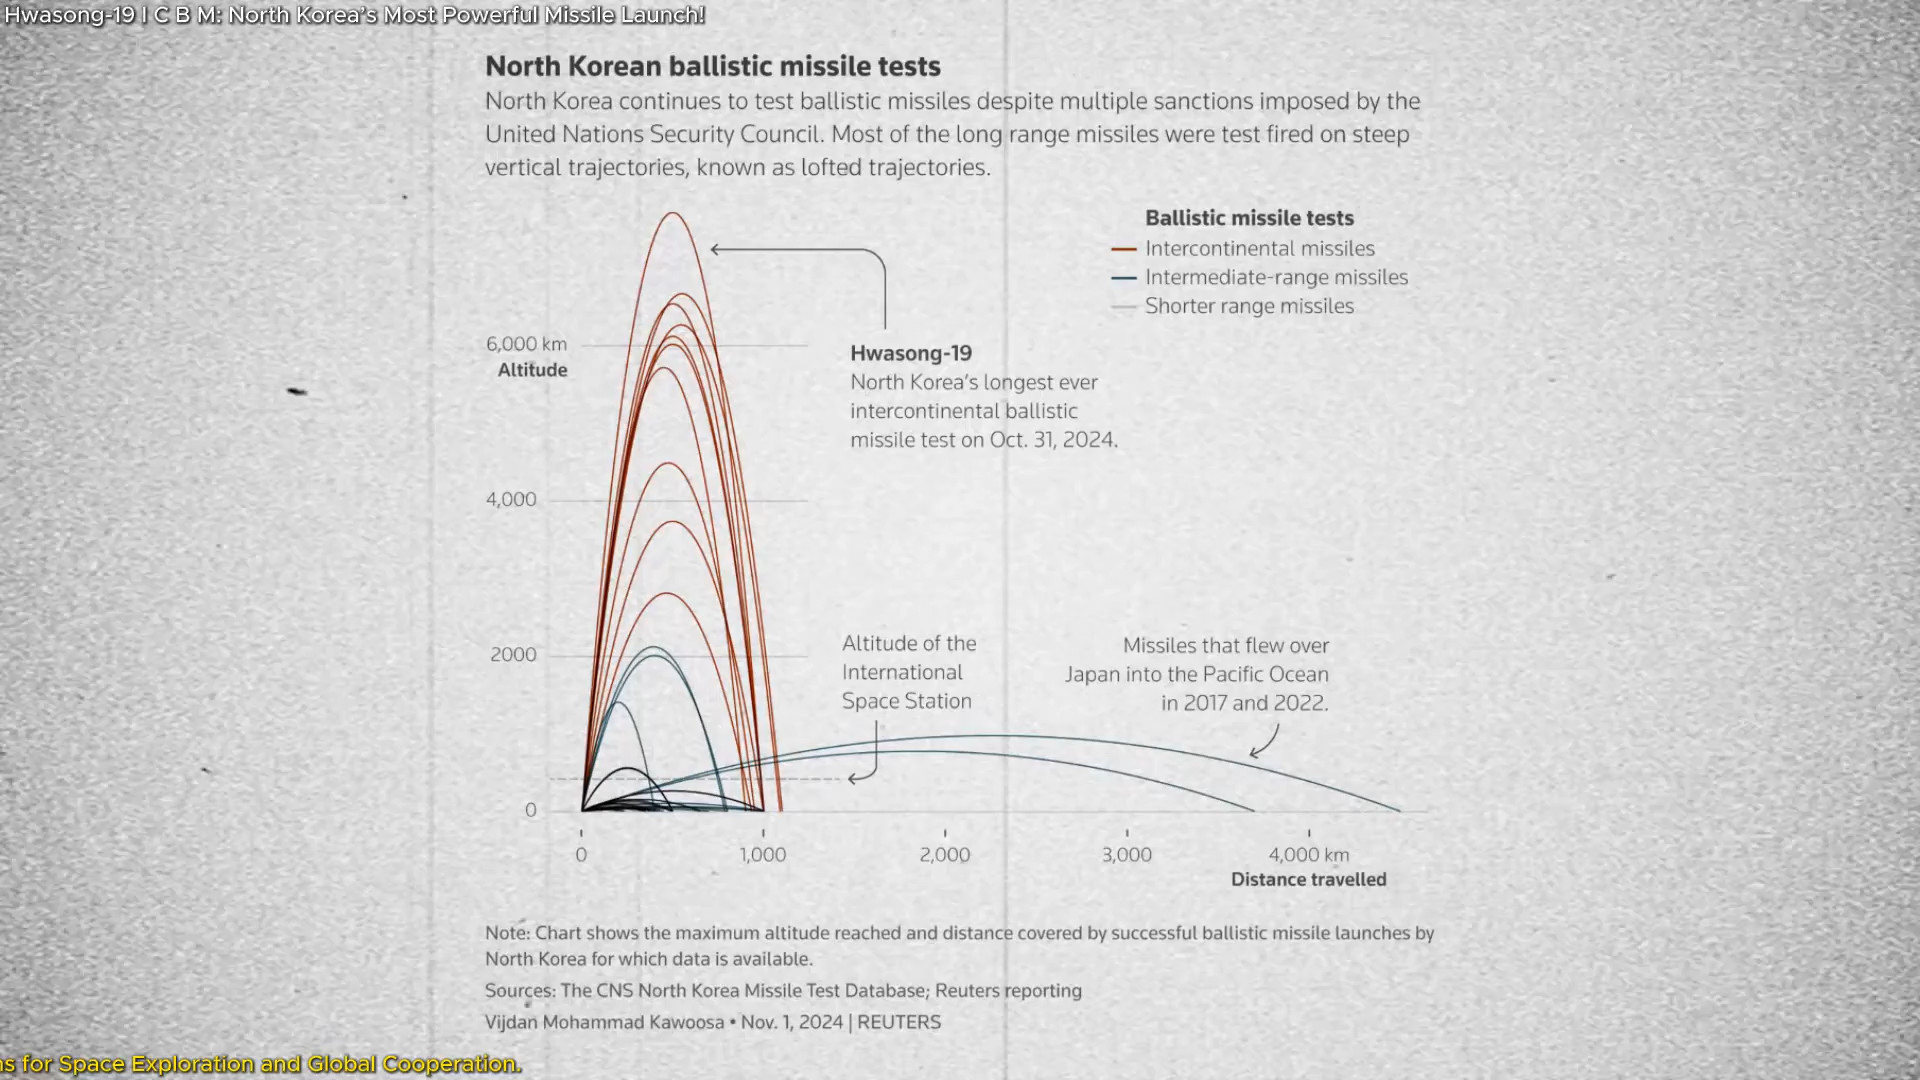 Hwasong-19 I C B M: North Korea's Most Powerful Missile Launch!
North Korean ballistic missile tests
North Korea continues to test ballistic missiles despite multiple sanctions imposed by the
United Nations Security Council. Most of the long range missiles were test fired on steep
vertical trajectories, known as lofted trajectories.
Ballistic missile tests
Intercontinental missiles
Intermediate-range missiles
Shorter range missiles
6,000 km
Altitude
Hwasong-19
North Korea's longest ever
intercontinental ballistic
missile test on Oct. 31, 2024.
4,000
2000
Altitude of the
International
Space Station
Missiles that flew over
Japan into the Pacific Ocean
in 2017 and 2022.
0
0
1,000
2,000
3,000
4,000 km
Distance travelled
Note: Chart shows the maximum altitude reached and distance covered by successful ballistic missile launches by
North Korea for which data is available.
Sources: The CNS North Korea Missile Test Database; Reuters reporting
Vijdan Mohammad Kawoosa • Nov. 1, 2024 | REUTERS
for Space Exploration and Global Cooperation.